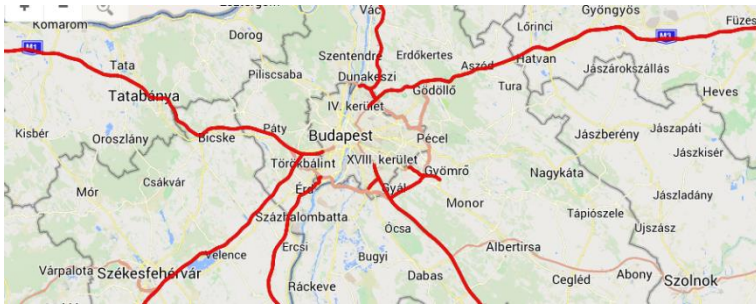 Komárom
Dorog
Vác
Gyöngyös
M3
Füzes
Lőrinci
M1
Szentendre
Erdőkertes
Hatvan
Tata
Piliscsaba
Dunakeszi
Aszód
Jászárokszállás
Tatabánya
IV. kerület
Gödöllő
Tura
Heves
Kisbér
Oroszlány
Bicske
Páty
Budapest
Pécel
Jászberény
Jászapáti
Törökbálint
XVIII. kerület
Gyömrő
Nagykáta
Jászkisér
Mór
Csákvár
Érd
Gyál
Monor
Jászladány
Százhalombatta
Tápiószele
Újszász
Ócsa
Várpalota
Székesfehérvár
Velence
Ercsi
Bugyi
Albertirsa
Ráckeve
Dabas
Cegléd
Abony
Szolnok